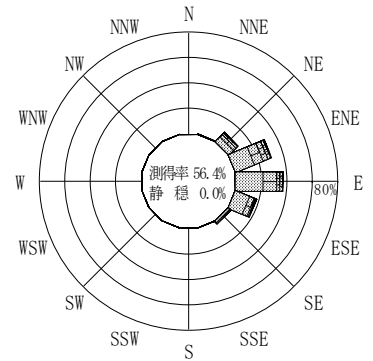 N
NNW NNE
NW NE
WNW ENE
測得率 56.4%
W 80% E
静 穏 0.0%
WSW ESE
SW SE
SSW SSE
S